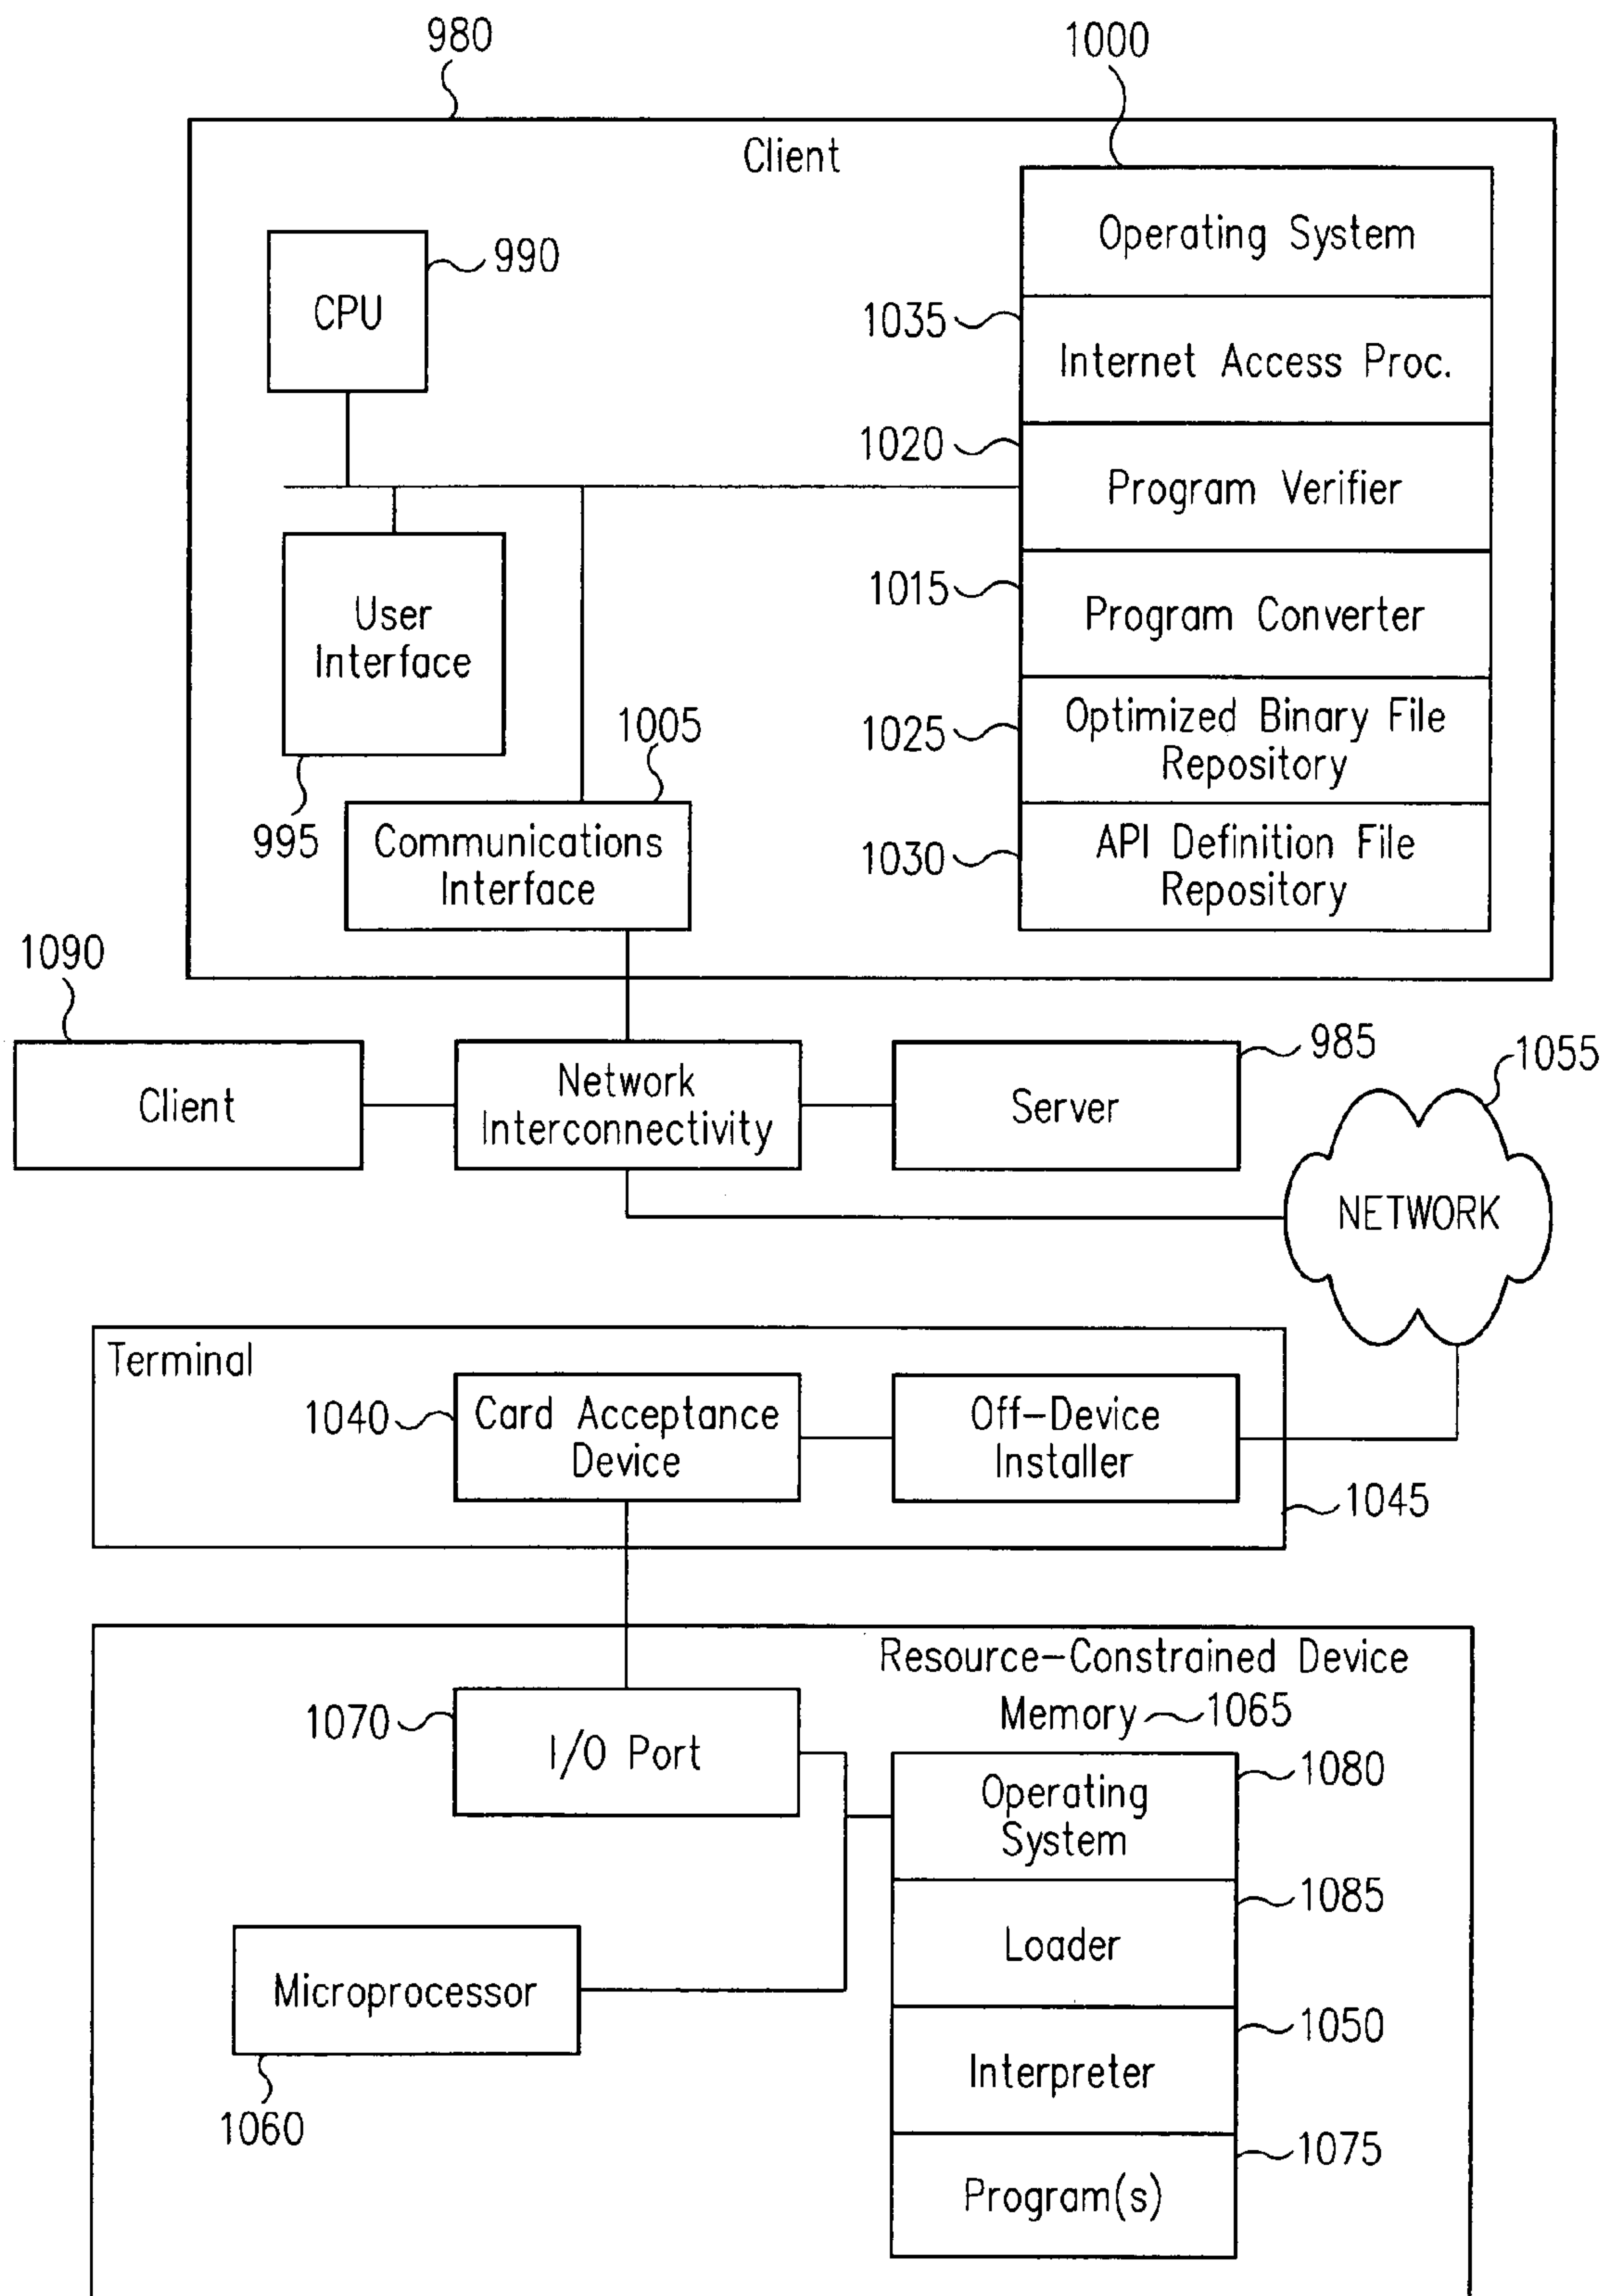 980
1000
Client
Operating System
990
CPU
1035
Internet Access Proc.
1020
Program Verifier
1015
Program Converter
User
Interface
995
1005
Communications
Interface
1025
Optimized Binary File
Repository
1030
API Definition File
Repository
1090
Client
Network
Interconnectivity
985
Server
1055
NETWORK
Terminal
1040
Card Acceptance
Device
Off-Device
Installer
1045
Resource-Constrained Device
Memory
1065
1070
I/O Port
1080
Operating
System
1085
Loader
Microprocessor
1060
1050
Interpreter
1075
Program(s)